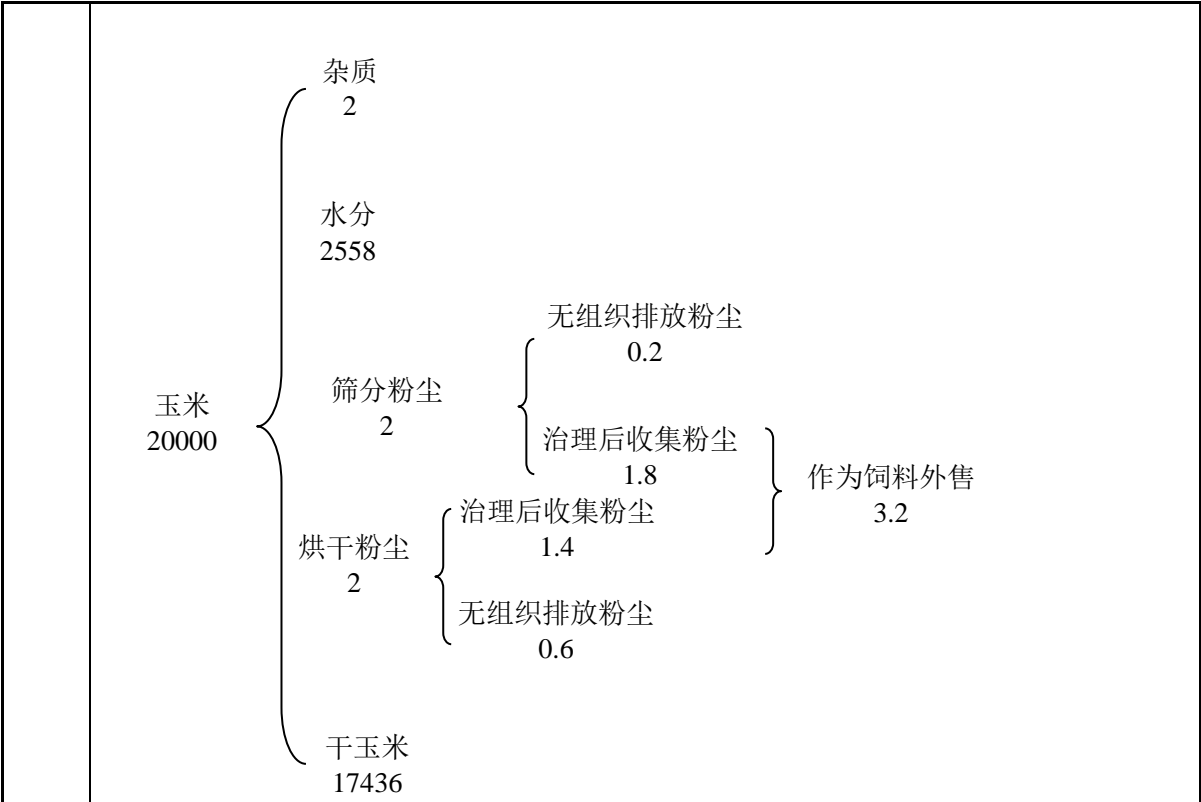 杂质
2
水分
2558
无组织排放粉尘
0.2
筛分粉尘
2
玉米
20000
治理后收集粉尘
1.8
作为饲料外售
3.2
治理后收集粉尘
1.4
烘干粉尘
2
无组织排放粉尘
0.6
干玉米
17436